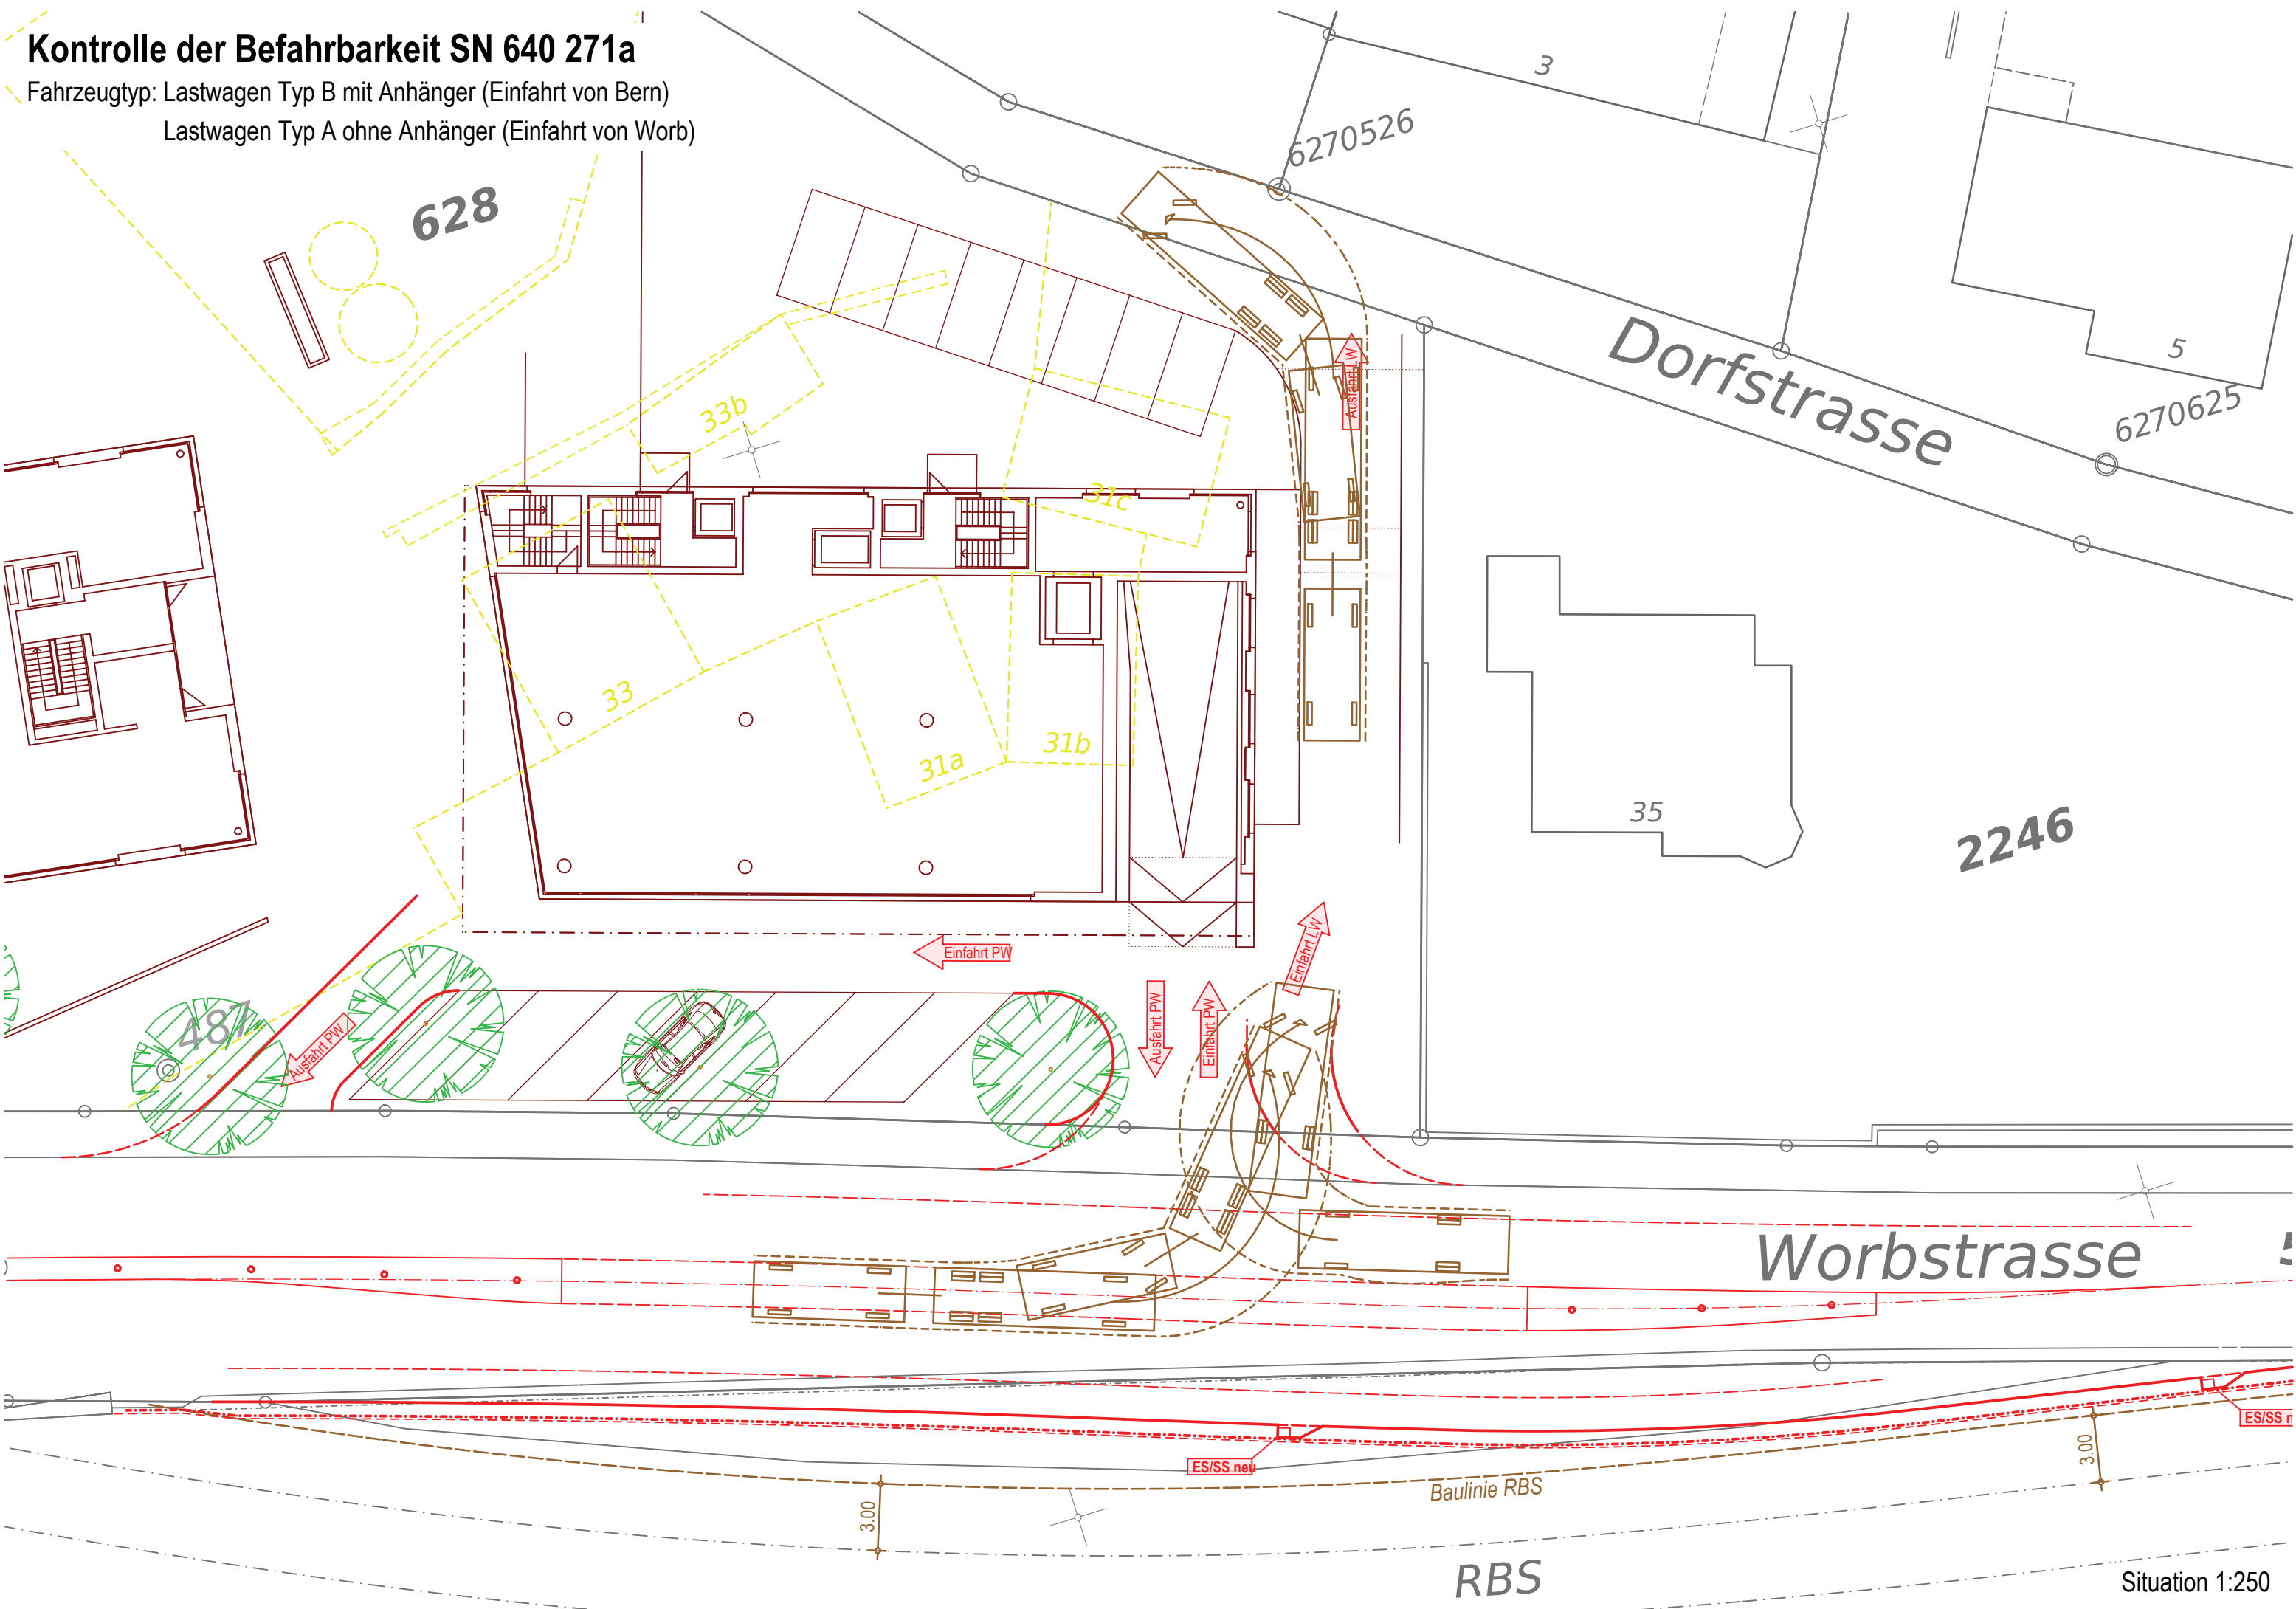 Kontrolle der Befahrbarkeit SN 640 271a
Fahrzeugtyp: Lastwagen Typ B mit Anhänger (Einfahrt von Bern)
Lastwagen Typ A ohne Anhänger (Einfahrt von Worb)
3
6270526
628
Dorfstrasse
5
6270625
Ausfahrt LW
33b
31c
33
31a
31b
35
2246
Einfahrt PW
Einfahrt LW
Ausfahrt PW
Einfahrt PW
487
Ausfahrt PW
Worbstrasse
ES/SS neu
ES/SS n
3.00
3.00
Baulinie RBS
RBS
Situation 1:250